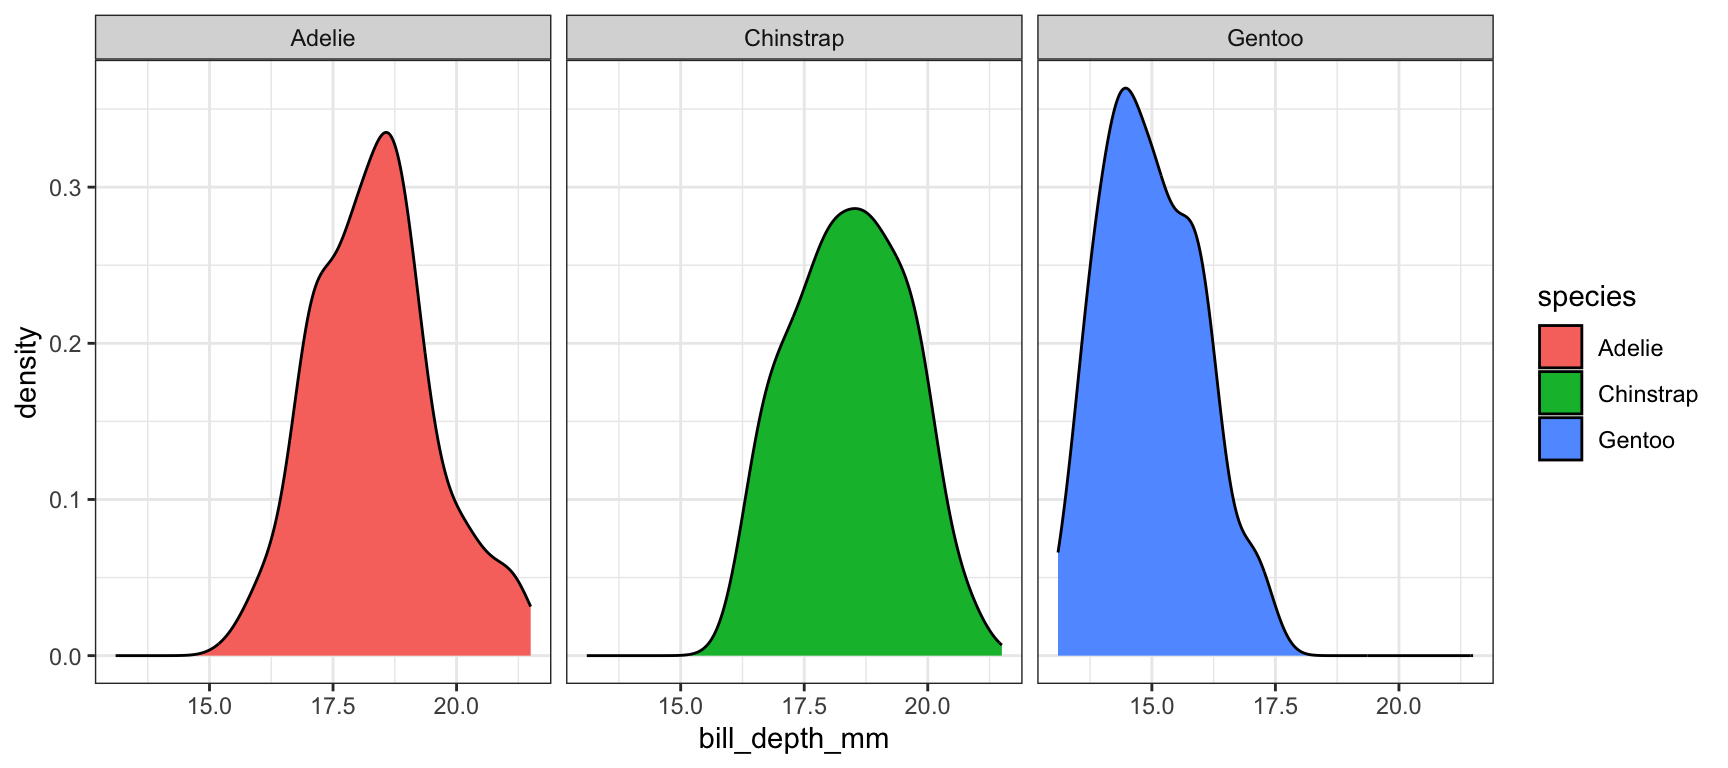 Adelie
Chinstrap
Gentoo
density
0.3
0.2
0.1
0.0
15.0 17.5 20.0
15.0 17.5 20.0
15.0 17.5 20.0
bill_depth_mm
species
Adelie
Chinstrap
Gentoo